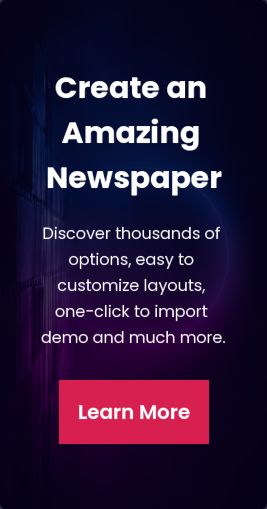 Create an
Amazing
Newspaper
Discover thousands of
options, easy to
customize layouts,
one-click to import
demo and much more.
Learn More